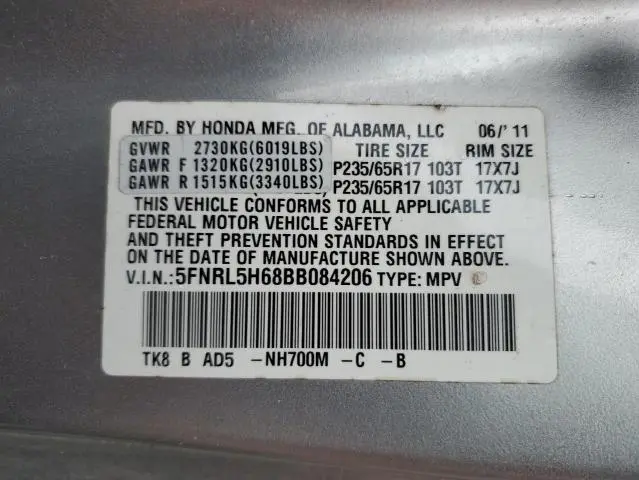 MFD. BY HONDA MFG. OF ALABAMA, LLC 06/'11
GVWR 2730KG(6019LBS) TIRE SIZE RIM SIZE
GAWR F 1320KG(2910LBS) P235/65R17 103T 17X7J
GAWR R 1515KG(3340LBS) P235/65R17 103T 17X7J
THIS VEHICLE CONFORMS TO ALL APPLICABLE
FEDERAL MOTOR VEHICLE SAFETY
AND THEFT PREVENTION STANDARDS IN EFFECT
ON THE DATE OF MANUFACTURE SHOWN ABOVE.
V.I.N.:5FNRL5H68BB084206 TYPE: MPV
TK8 B AD5 -NH700M -C -B